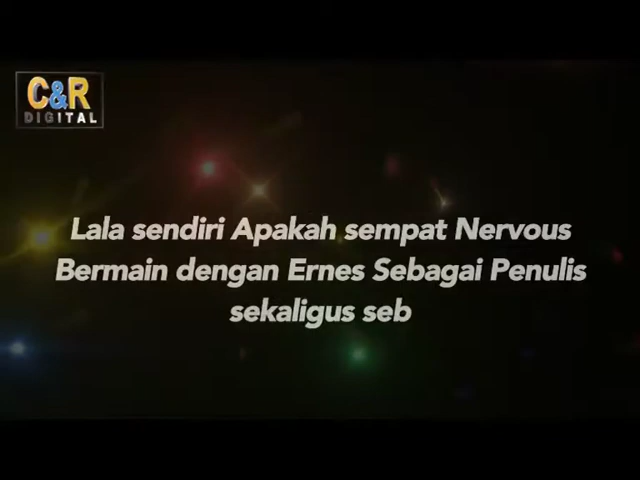 C&R
DIGITAL
Lala sendiri Apakah sempat Nervous
Bermain dengan Ernes Sebagai Penulis
sekaligus seb